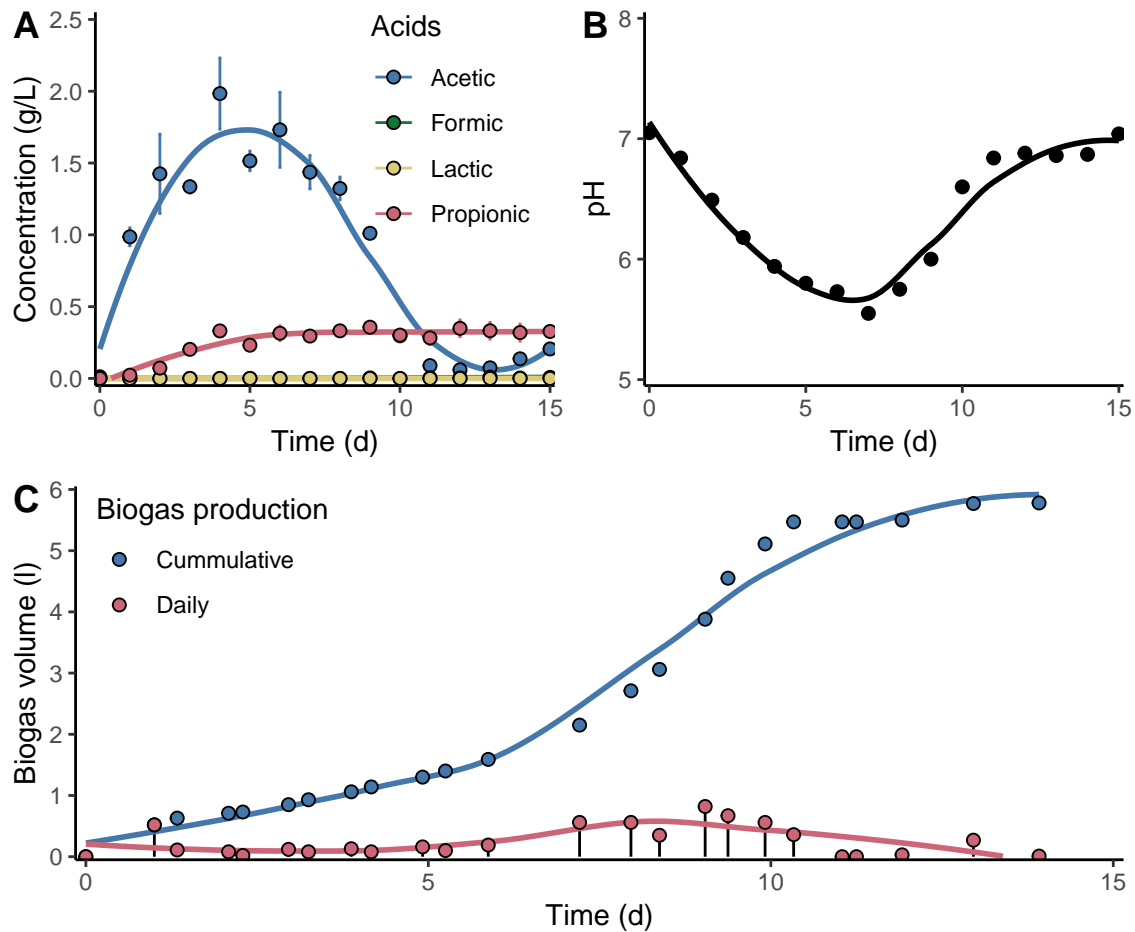 A
Acids
Acetic
Formic
Lactic
Propionic
Concentration (g/L)
2.5
2.0
1.5
1.0
0.5
0.0
0 5 10 15
Time (d)
B
pH
8
7
6
5
0 5 10 15
Time (d)
C
Biogas production
Cummulative
Daily
Biogas volume (l)
6
5
4
3
2
1
0
0 5 10 15
Time (d)